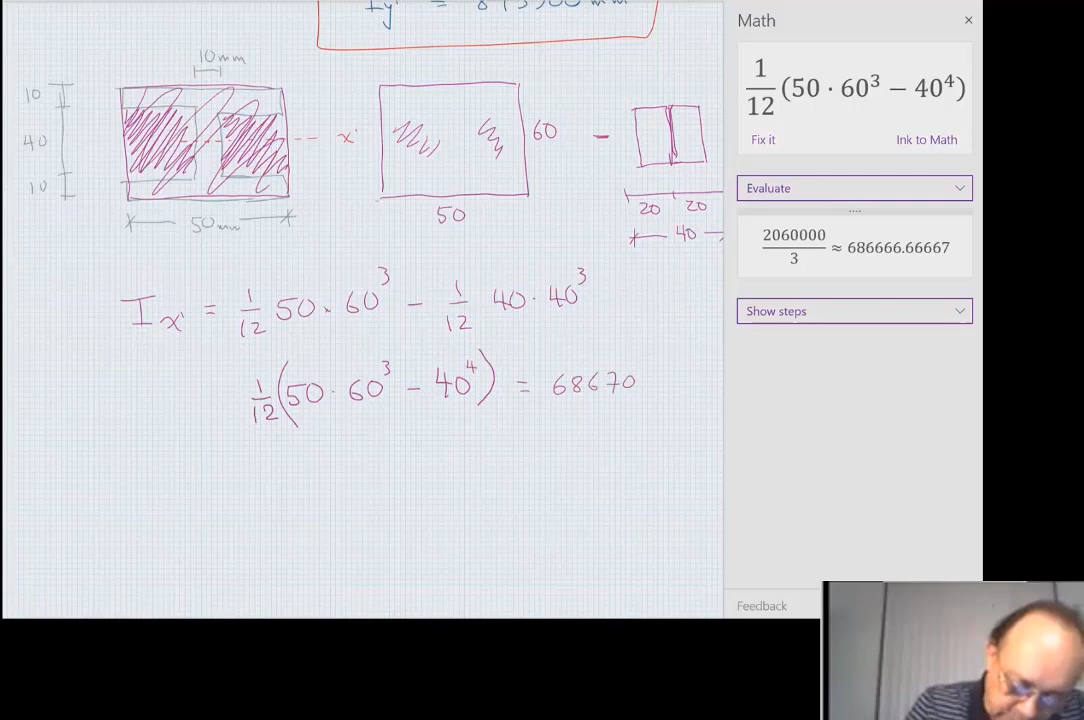 Math
10mm
10
40
10
50mm
x'
60
50
20 20
40
1/12 (50 · 60³ − 40⁴)
Fix it Ink to Math
Evaluate
2060000/3 ≈ 686666.66667
Show steps
I x' = 1/12 50 · 60³ − 1/12 40 · 40³
1/12 (50 · 60³ − 40⁴) = 68670
Feedback